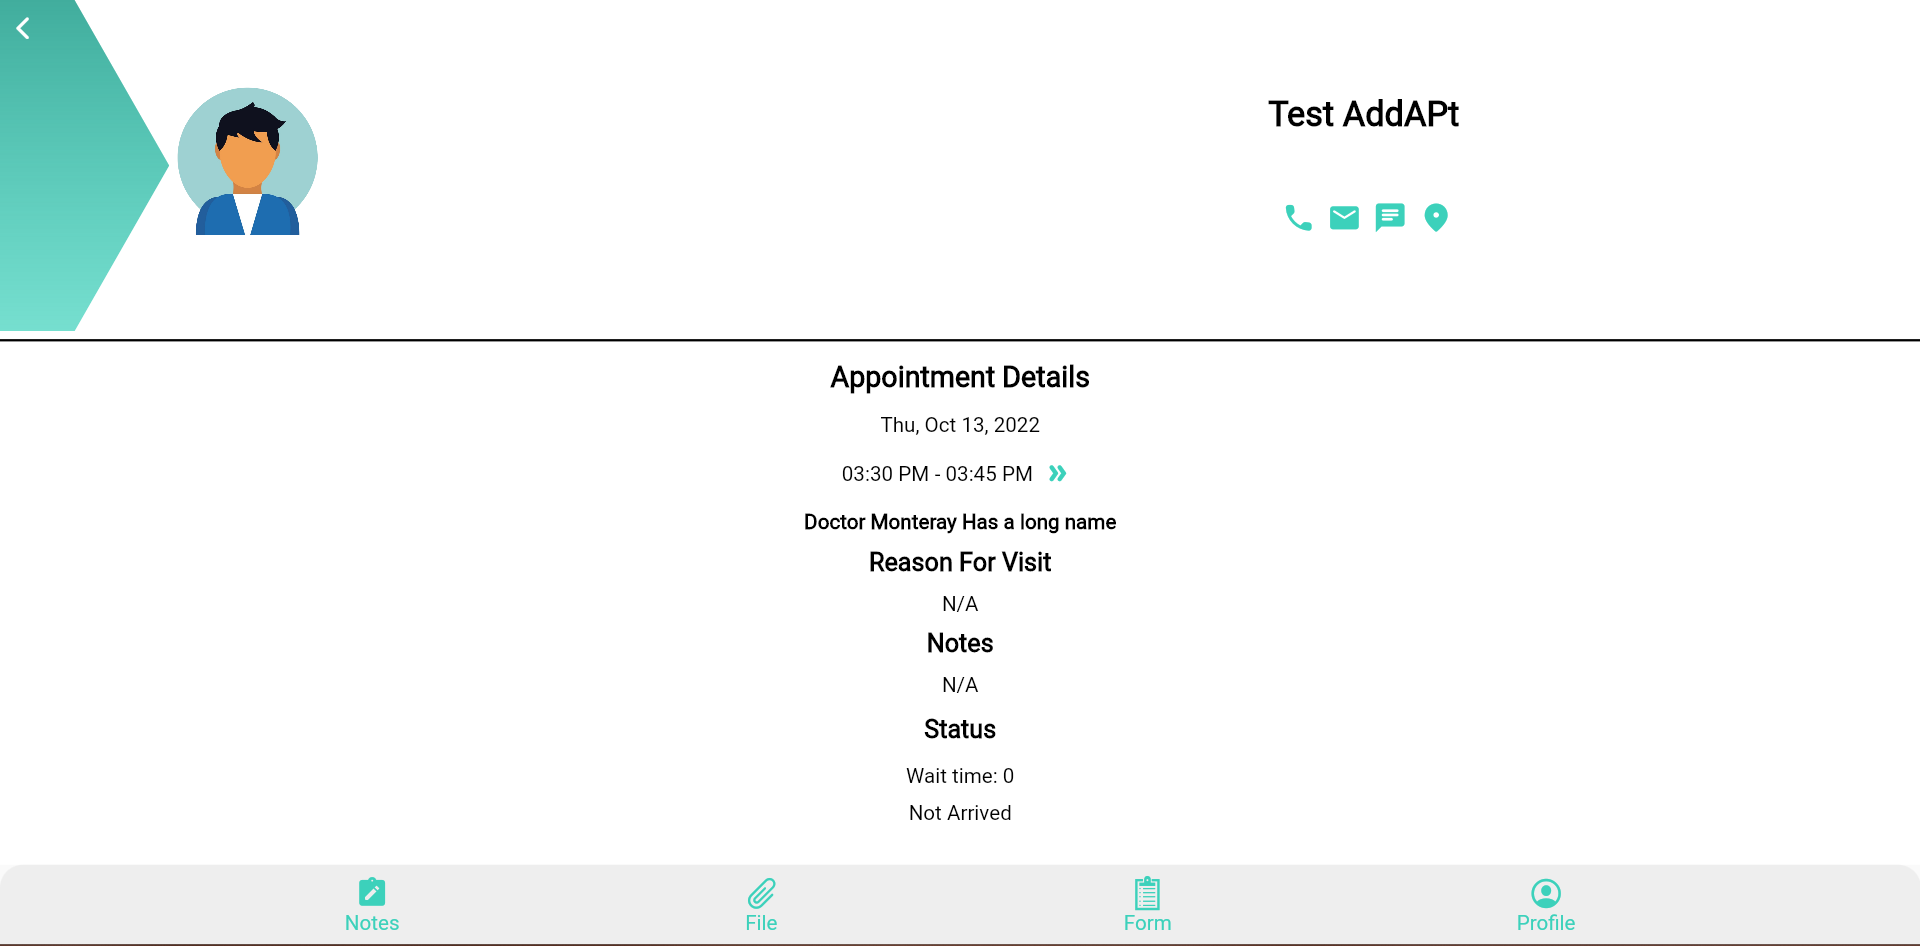 Test AddAPt
Appointment Details
Thu, Oct 13, 2022
03:30 PM - 03:45 PM
Doctor Monteray Has a long name
Reason For Visit
N/A
Notes
N/A
Status
Wait time: 0
Not Arrived
Notes
File
Form
Profile